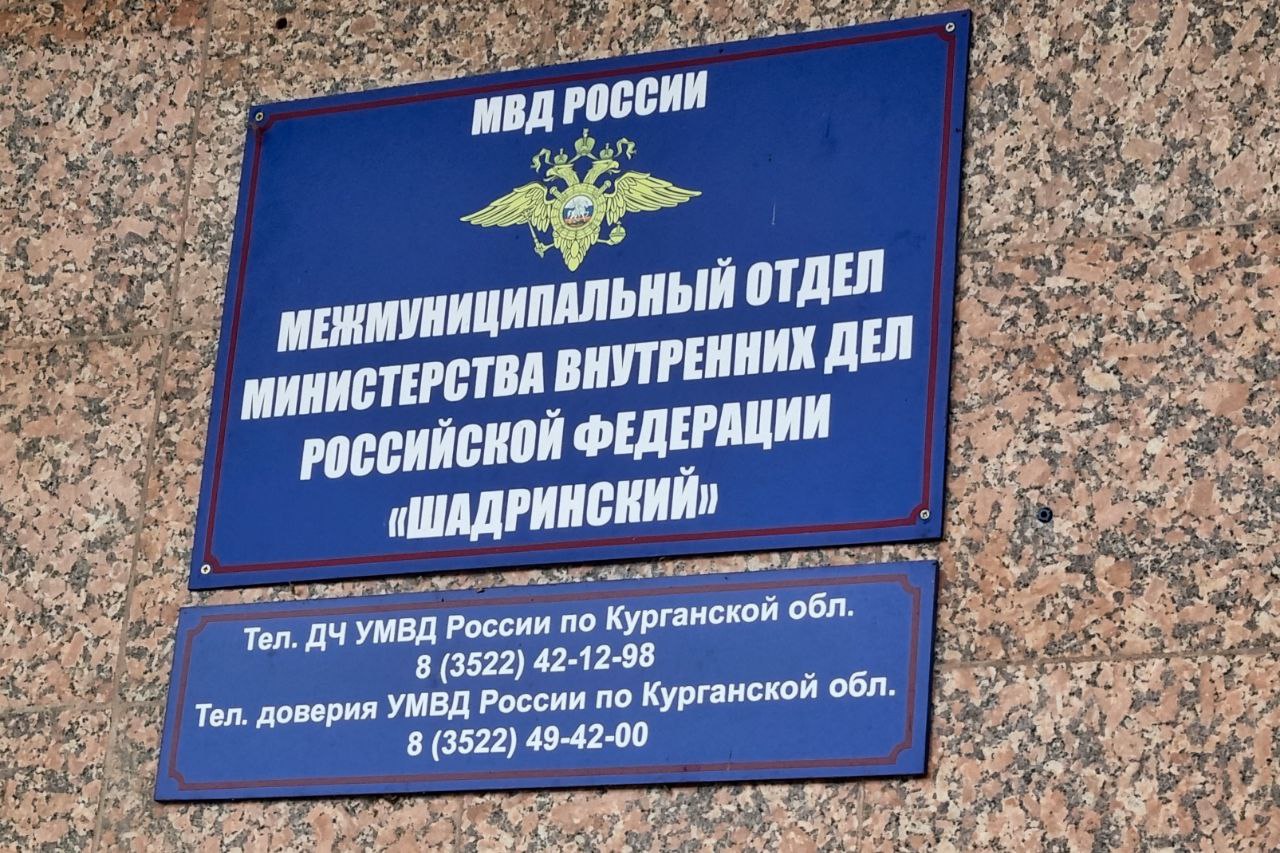 МВД РОССИИ
МЕЖМУНИЦИПАЛЬНЫЙ ОТДЕЛ
МИНИСТЕРСТВА ВНУТРЕННИХ ДЕЛ
РОССИЙСКОЙ ФЕДЕРАЦИИ
«ШАДРИНСКИЙ»
Тел. ДЧ УМВД России по Курганской обл.
8 (3522) 42-12-98
Тел. доверия УМВД России по Курганской обл.
8 (3522) 49-42-00